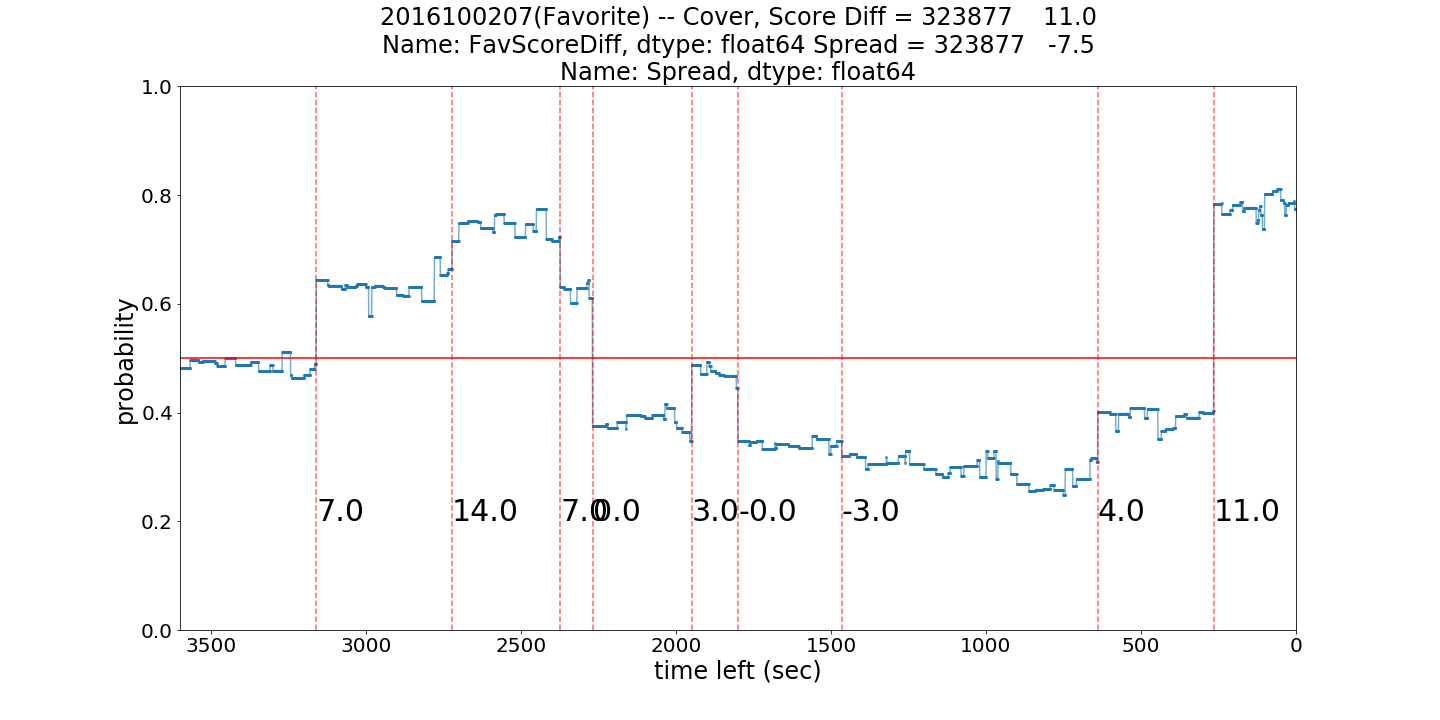 2016100207(Favorite) -- Cover, Score Diff = 323877    11.0
Name: FavScoreDiff, dtype: float64 Spread = 323877   -7.5
Name: Spread, dtype: float64
1.0
0.8
0.6
0.4
0.2
0.0
probability
7.0
14.0
7.0
0.0
3.0
-0.0
-3.0
4.0
11.0
3500 3000 2500 2000 1500 1000 500 0
time left (sec)